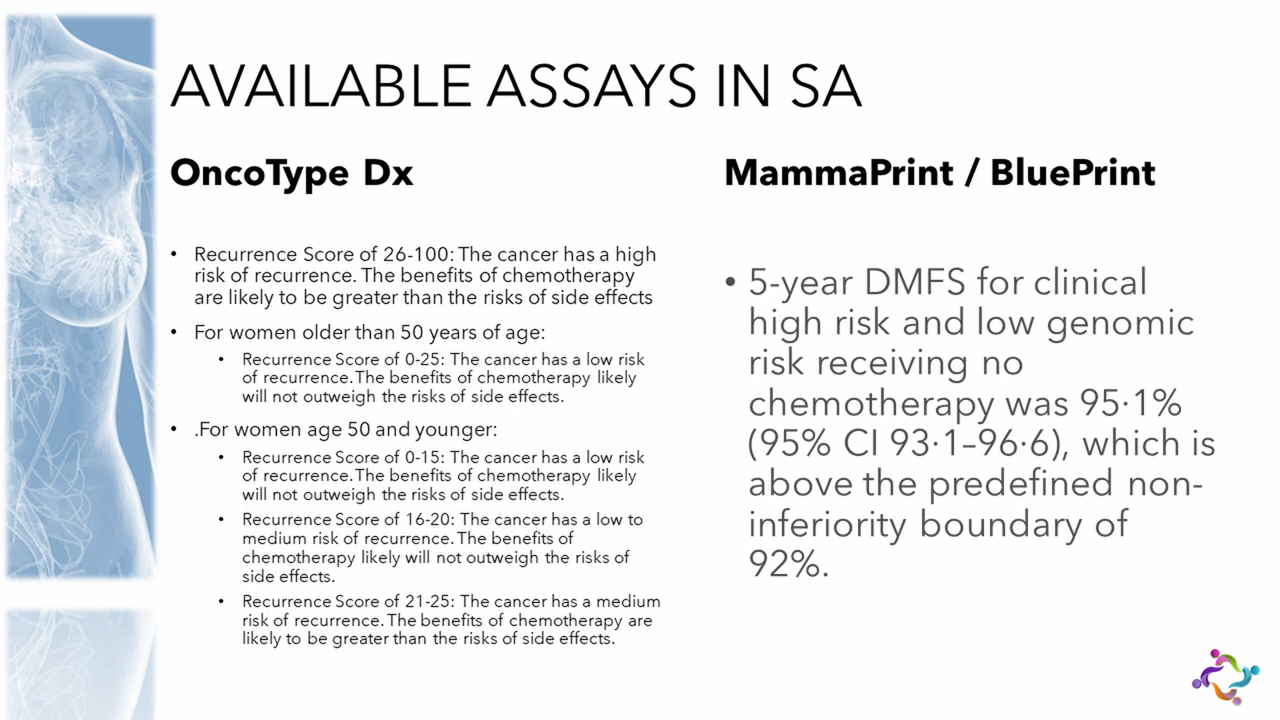 AVAILABLE ASSAYS IN SA
OncoType Dx
• Recurrence Score of 26-100: The cancer has a high
risk of recurrence. The benefits of chemotherapy
are likely to be greater than the risks of side effects
• For women older than 50 years of age:
• Recurrence Score of 0-25: The cancer has a low risk
of recurrence. The benefits of chemotherapy likely
will not outweigh the risks of side effects.
• .For women age 50 and younger:
• Recurrence Score of 0-15: The cancer has a low risk
of recurrence. The benefits of chemotherapy likely
will not outweigh the risks of side effects.
• Recurrence Score of 16-20: The cancer has a low to
medium risk of recurrence. The benefits of
chemotherapy likely will not outweigh the risks of
side effects.
• Recurrence Score of 21-25: The cancer has a medium
risk of recurrence. The benefits of chemotherapy are
likely to be greater than the risks of side effects.
MammaPrint / BluePrint
• 5-year DMFS for clinical
high risk and low genomic
risk receiving no
chemotherapy was 95·1%
(95% CI 93·1–96·6), which is
above the predefined non-
inferiority boundary of
92%.